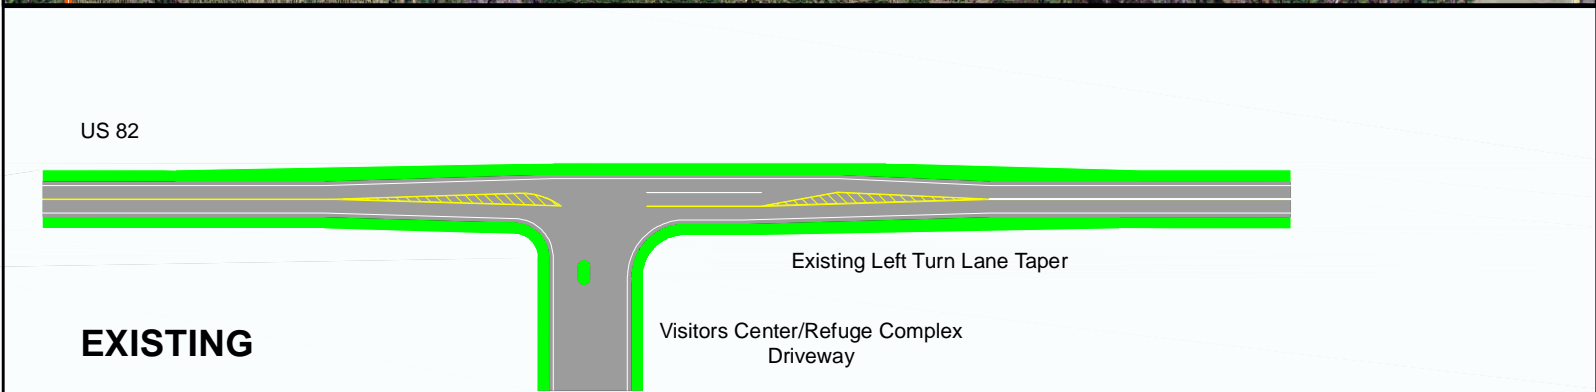 US 82
Existing Left Turn Lane Taper
EXISTING
Visitors Center/Refuge Complex
Driveway